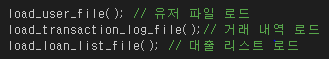 load_user_file(); // 유저 파일 로드
load_transaction_log_file();// 거래 내역 로드
load_loan_list_file(); // 대출 리스트 로드